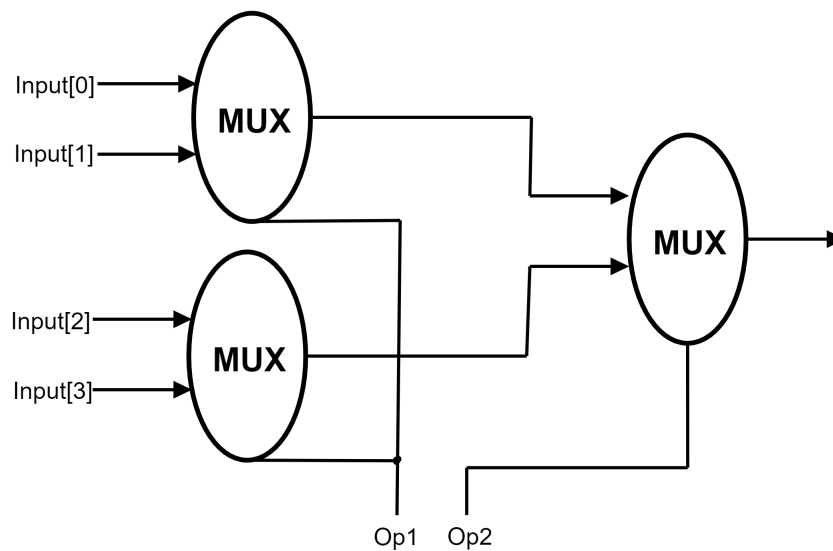 Input[0]
MUX
Input[1]
MUX
Input[2]
MUX
Input[3]
Op1 Op2